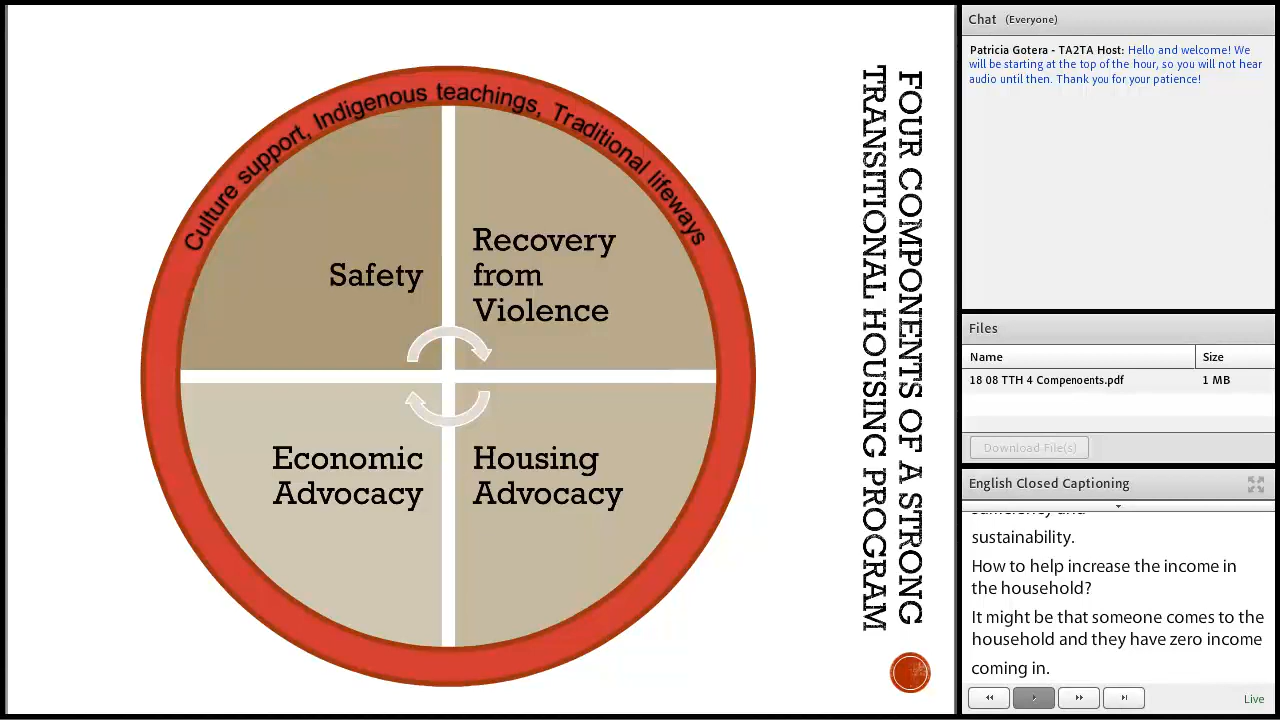 Culture support, Indigenous teachings, Traditional lifeways
Safety
Recovery
from
Violence
Economic
Advocacy
Housing
Advocacy
FOUR COMPONENTS OF A STRONG
TRANSITIONAL HOUSING PROGRAM
Chat (Everyone)
Patricia Gotera - TA2TA Host: Hello and welcome! We
will be starting at the top of the hour, so you will not hear
audio until then. Thank you for your patience!
Files
Name Size
18 08 TTH 4 Compenoents.pdf 1 MB
Download File(s)
English Closed Captioning
sustainability.
How to help increase the income in
the household?
It might be that someone comes to the
household and they have zero income
coming in.
Live